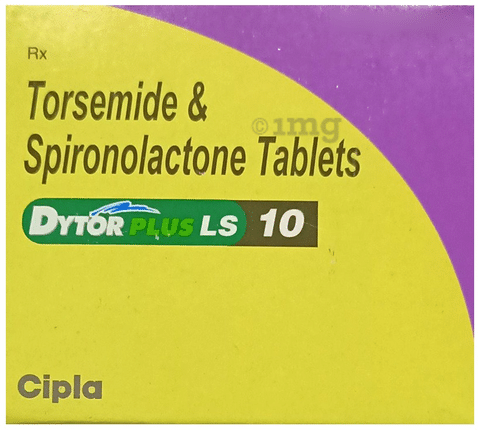 Rx
Torsemide &
©1mg
Spironolactone Tablets
DYTOR PLUS LS 10
Cipla